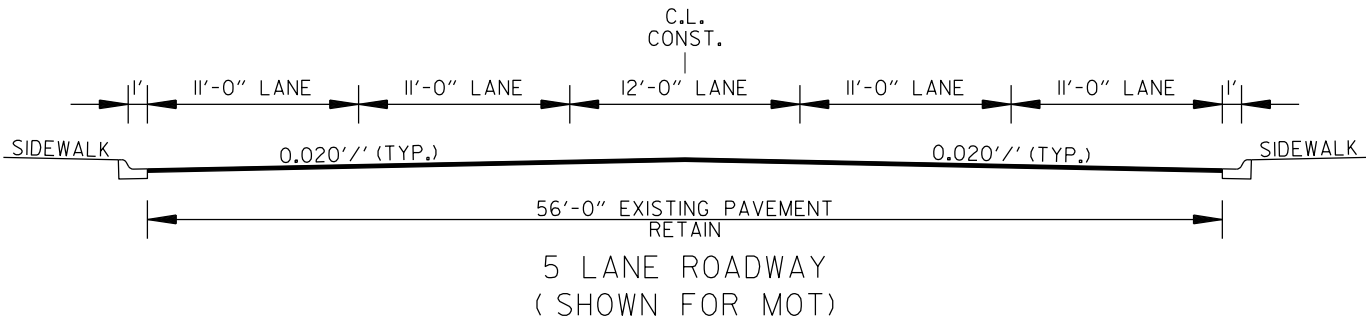 C.L.
CONST.
1' 11'-0" LANE 11'-0" LANE 12'-0" LANE 11'-0" LANE 11'-0" LANE 1'
SIDEWALK 0.020'/' (TYP.) 0.020'/' (TYP.) SIDEWALK
56'-0" EXISTING PAVEMENT
RETAIN
5 LANE ROADWAY
(SHOWN FOR MOT)